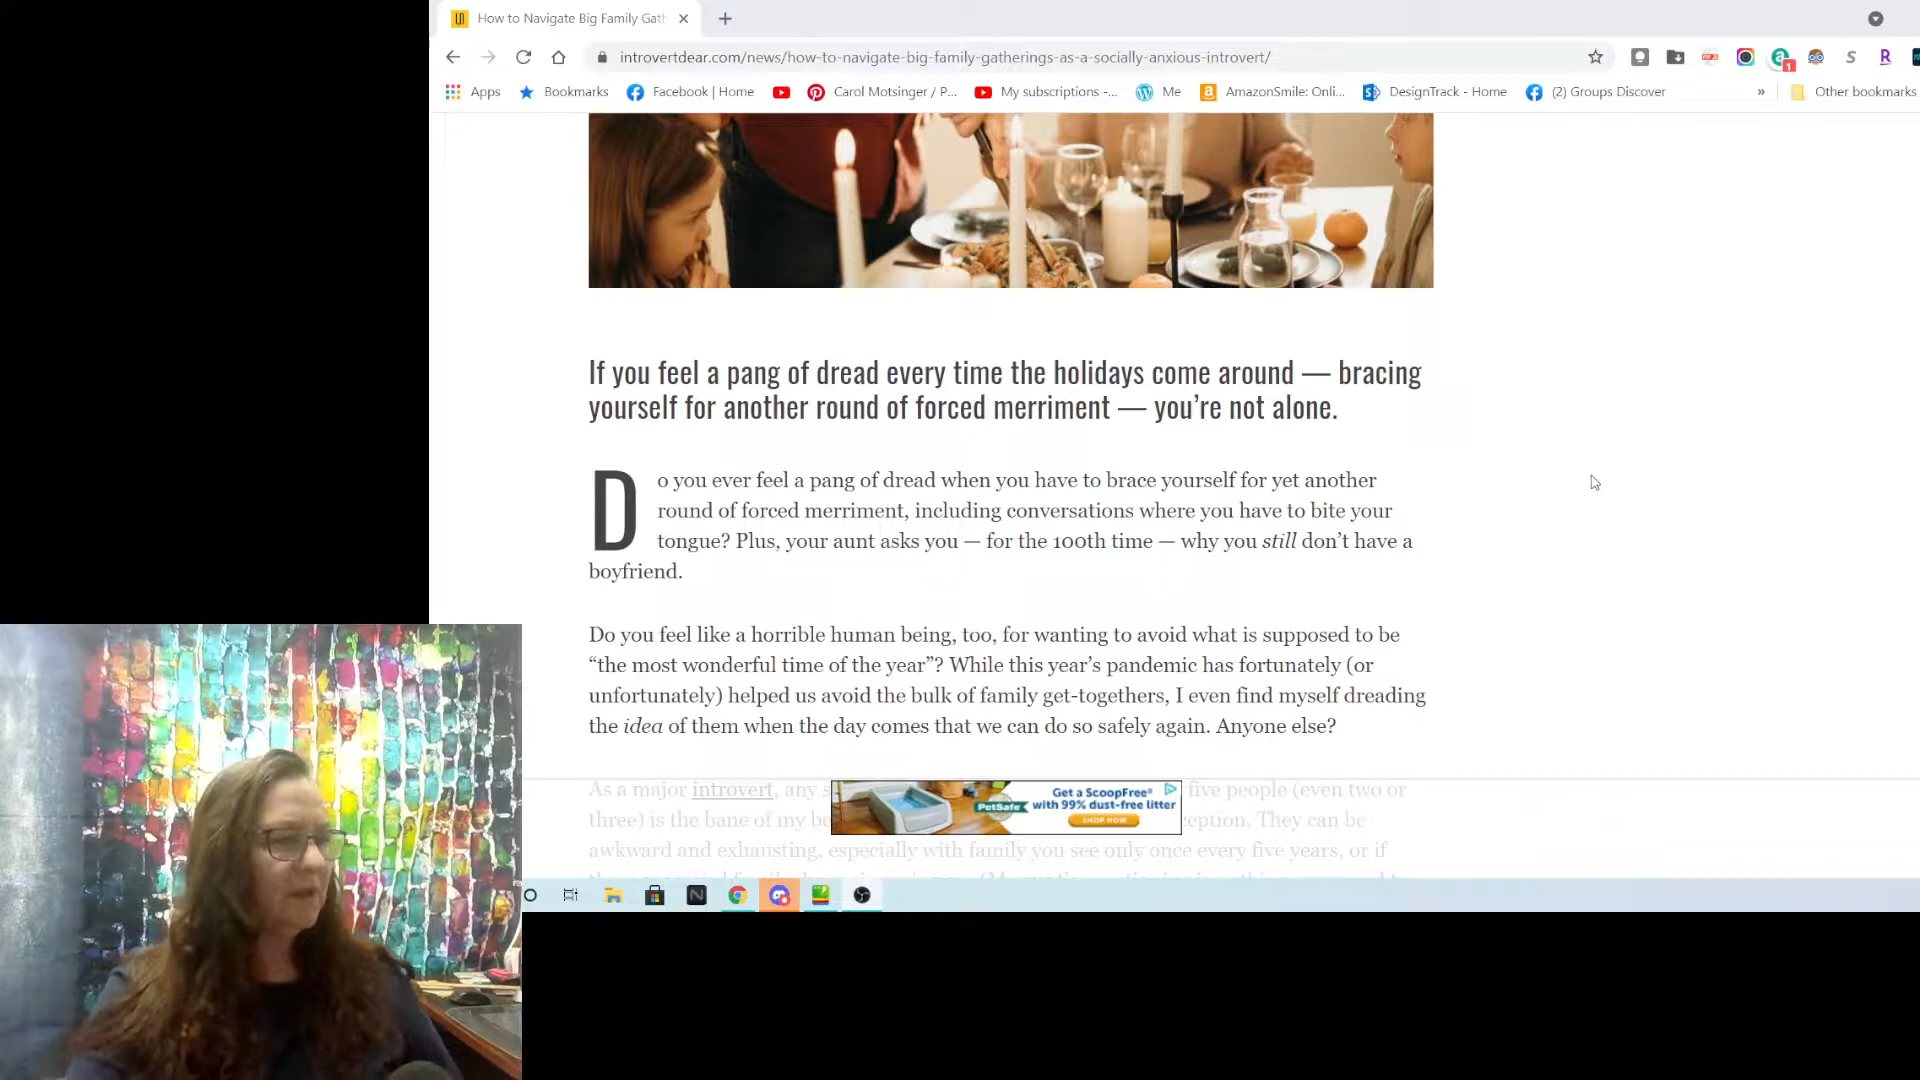 How to Navigate Big Family Gath
introvertdear.com/news/how-to-navigate-big-family-gatherings-as-a-socially-anxious-introvert/
Apps Bookmarks Facebook | Home Carol Motsinger / P... My subscriptions -... Me AmazonSmile: Onli... DesignTrack - Home (2) Groups Discover » Other bookmarks
If you feel a pang of dread every time the holidays come around — bracing
yourself for another round of forced merriment — you’re not alone.
Do you ever feel a pang of dread when you have to brace yourself for yet another
round of forced merriment, including conversations where you have to bite your
tongue? Plus, your aunt asks you — for the 100th time — why you still don’t have a
boyfriend.
Do you feel like a horrible human being, too, for wanting to avoid what is supposed to be
“the most wonderful time of the year”? While this year’s pandemic has fortunately (or
unfortunately) helped us avoid the bulk of family get-togethers, I even find myself dreading
the idea of them when the day comes that we can do so safely again. Anyone else?
As a major introvert, any five people (even two or
three) is the bane of my They can be
awkward and exhausting, especially with family you see only once every five years, or if
Get a ScoopFree®
with 99% dust-free litter
PetSafe
SHOP NOW